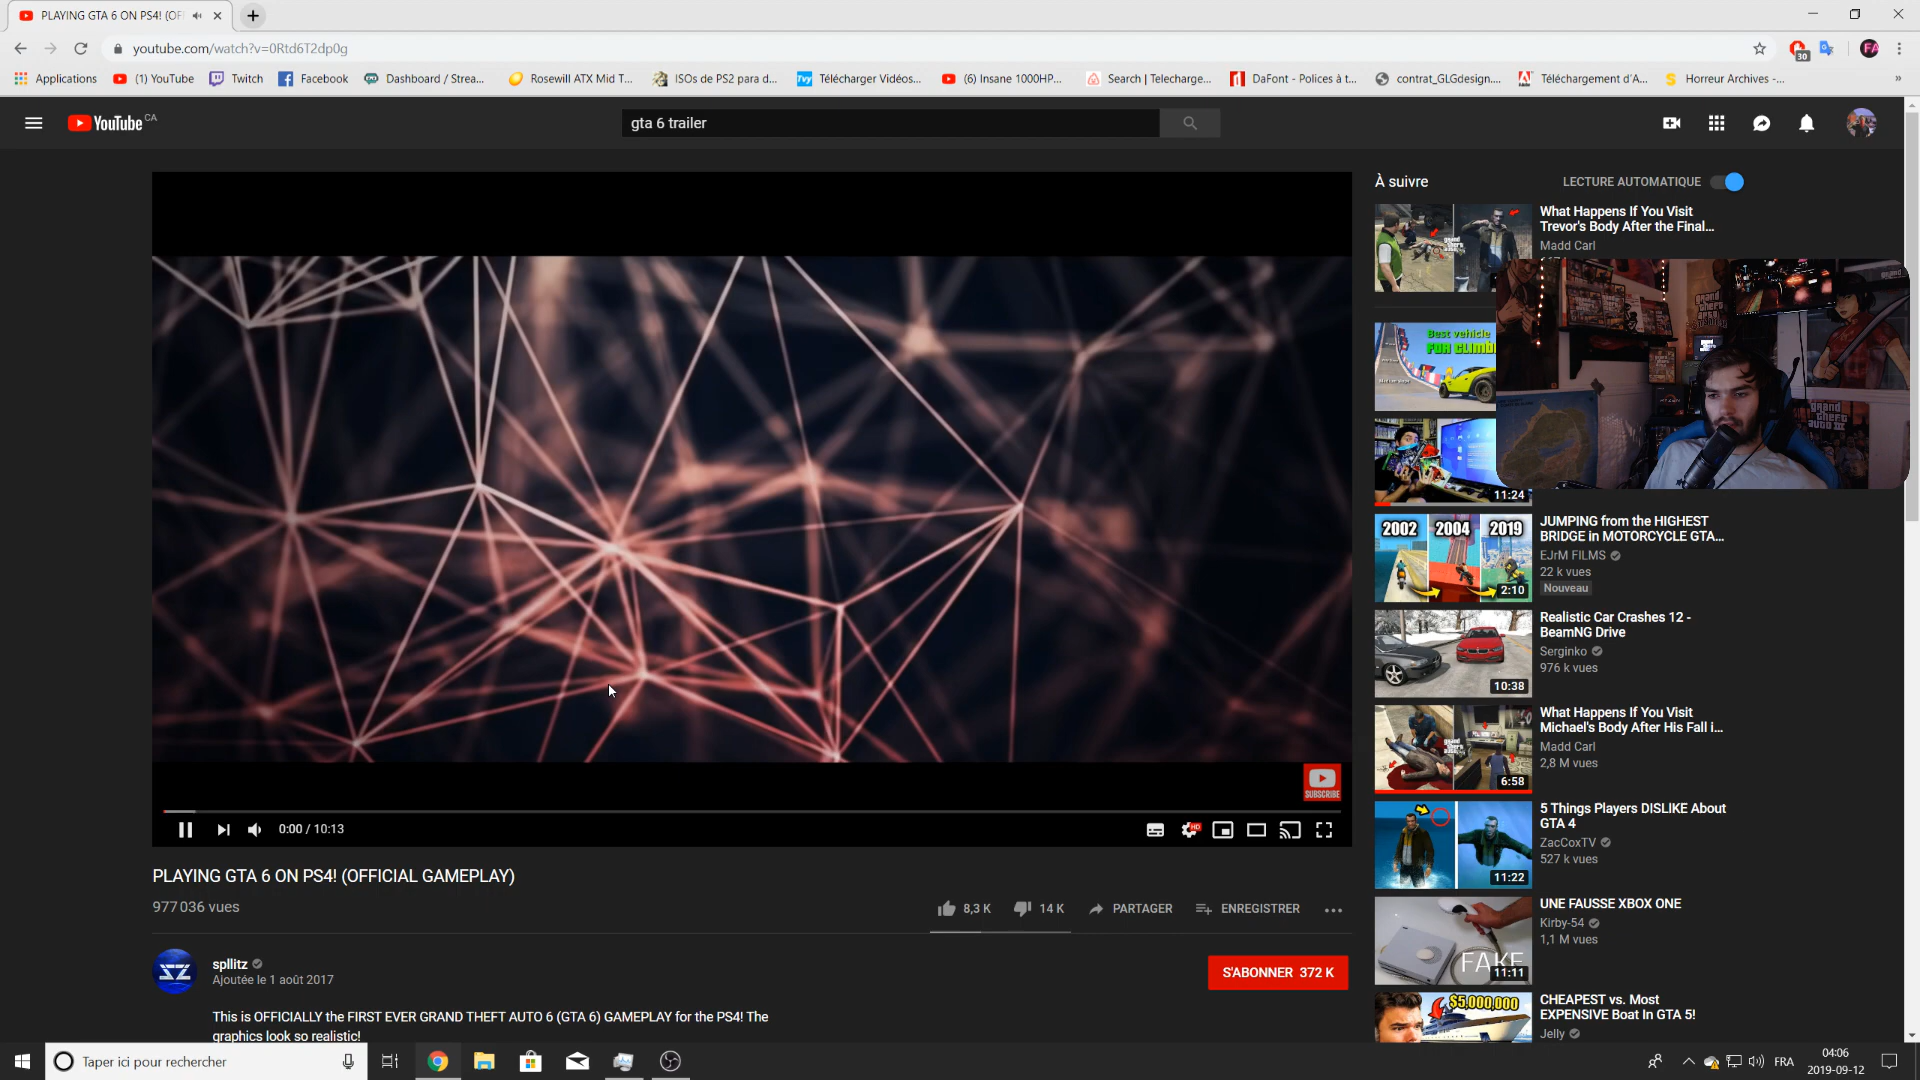 PLAYING GTA 6 ON PS4! (OF
youtube.com/watch?v=0Rtd6T2dp0g
30
FA
Applications
(1) YouTube
Twitch
Facebook
Dashboard / Strea...
Rosewill ATX Mid T...
ISOs de PS2 para d...
Télécharger Vidéos...
(6) Insane 1000HP...
Search | Telecharge...
DaFont - Polices à t...
contrat_GLGdesign....
Téléchargement d'A...
Horreur Archives -...
YouTube CA
gta 6 trailer
À suivre
LECTURE AUTOMATIQUE
What Happens If You Visit
Trevor's Body After the Final...
Madd Carl
Best vehicle
FOR CLIMB
11:24
2002 2004 2019
2:10
JUMPING from the HIGHEST
BRIDGE in MOTORCYCLE GTA...
EJrM FILMS
22 k vues
Nouveau
10:38
Realistic Car Crashes 12 -
BeamNG Drive
Serginko
976 k vues
6:58
What Happens If You Visit
Michael's Body After His Fall i...
Madd Carl
2,8 M vues
11:22
5 Things Players DISLIKE About
GTA 4
ZacCoxTV
527 k vues
FAKE
11:11
UNE FAUSSE XBOX ONE
Kirby-54
1,1 M vues
$5,000,000
CHEAPEST vs. Most
EXPENSIVE Boat In GTA 5!
Jelly
SUBSCRIBE
0:00 / 10:13
HD
PLAYING GTA 6 ON PS4! (OFFICIAL GAMEPLAY)
977 036 vues
8,3 K
14 K
PARTAGER
ENREGISTRER
spllitz
Ajoutée le 1 août 2017
S'ABONNER 372 K
This is OFFICIALLY the FIRST EVER GRAND THEFT AUTO 6 (GTA 6) GAMEPLAY for the PS4! The
graphics look so realistic!
Taper ici pour rechercher
FRA
04:06
2019-09-12